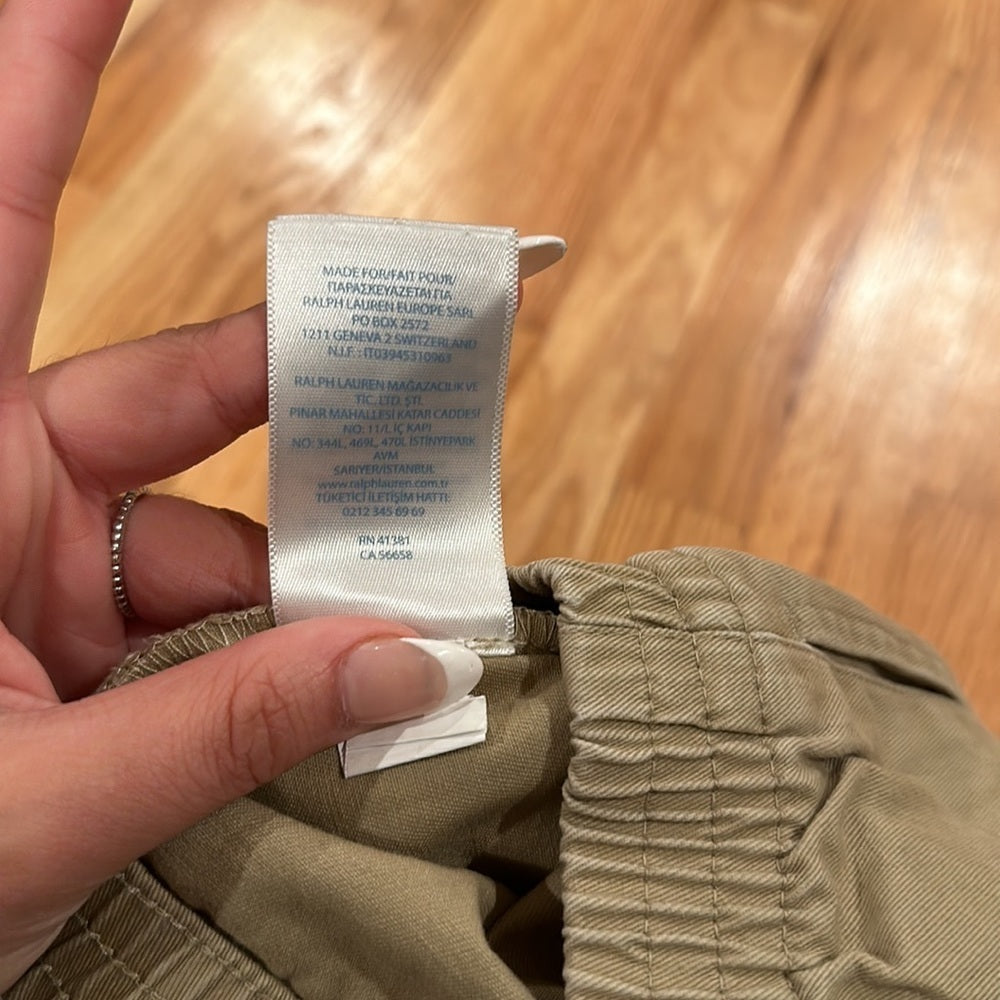 MADE FOR/FAIT POUR/
ΠΑΡΑΣΚΕΥΑΖΕΤΑΙ ΓΙΑ
RALPH LAUREN EUROPE SARL
PO BOX 2572
1211 GENEVA 2 SWITZERLAND
N.I.F. : IT03945310963
RALPH LAUREN MAĞAZACILIK VE
TİC. LTD. ŞTİ.
PINAR MAHALLESİ KATAR CADDESİ
NO: 11/L İÇ KAPI
NO: 344L, 469L, 470L İSTİNYEPARK
AVM
SARIYER/İSTANBUL
www.ralphlauren.com.tr
TÜKETİCİ İLETİŞİM HATTI:
0212 345 69 69
RN 41381
CA 56658